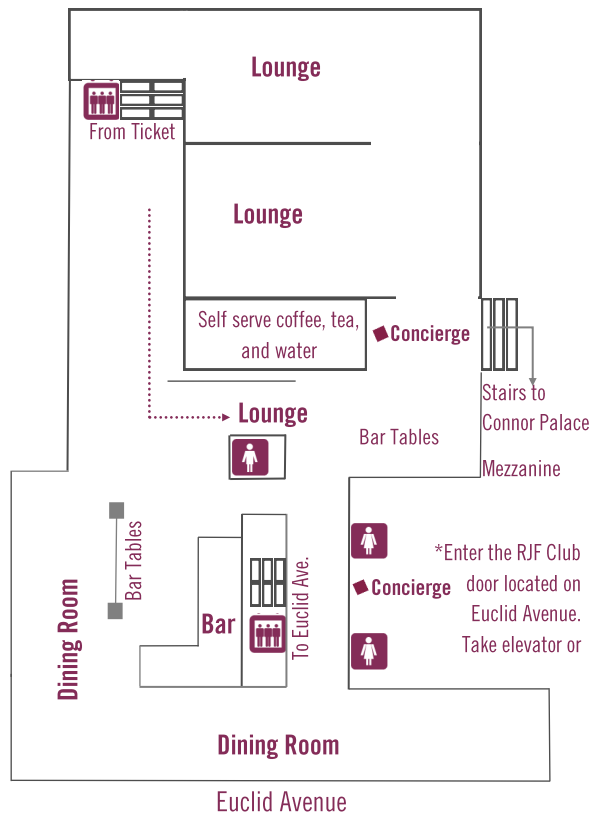 Lounge
From Ticket
Lounge
Self serve coffee, tea,
and water
Concierge
Stairs to
Connor Palace
Mezzanine
Lounge
Bar Tables
Bar Tables
*Enter the RJF Club
door located on
Euclid Avenue.
Take elevator or
Concierge
Dining Room
Bar
To Euclid Ave.
Dining Room
Euclid Avenue